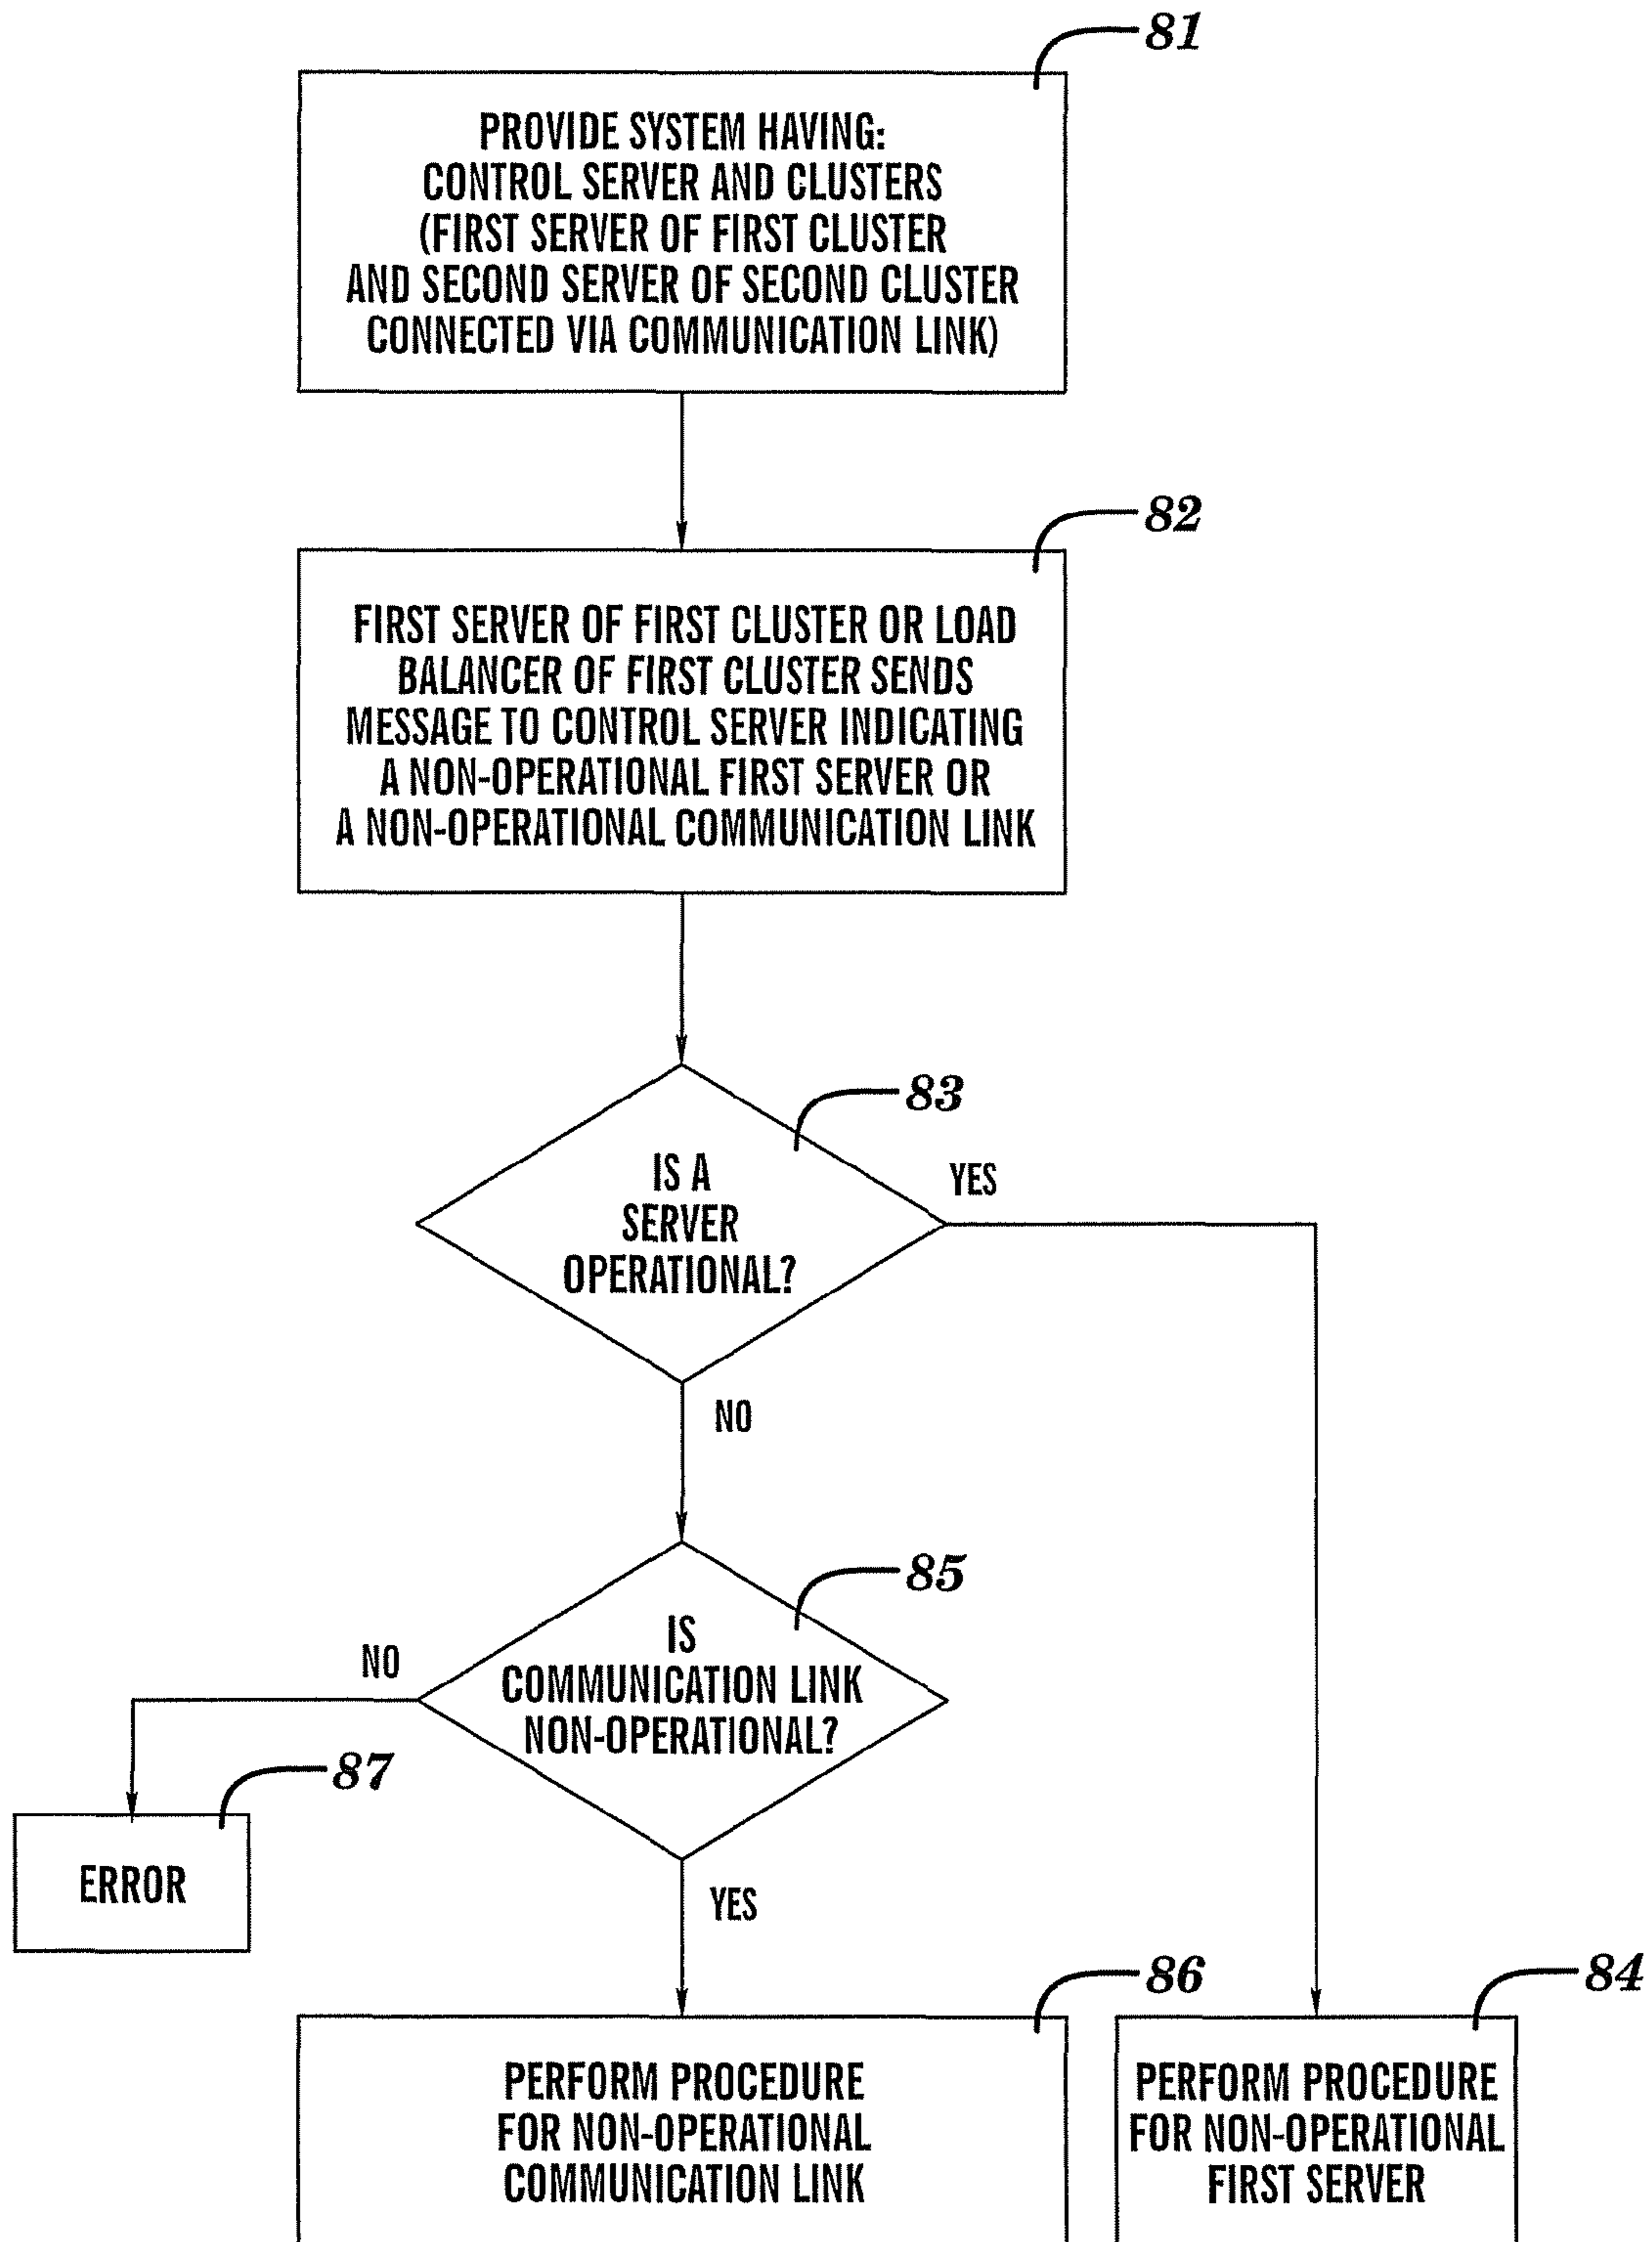 81
PROVIDE SYSTEM HAVING:
CONTROL SERVER AND CLUSTERS
(FIRST SERVER OF FIRST CLUSTER
AND SECOND SERVER OF SECOND CLUSTER
CONNECTED VIA COMMUNICATION LINK)
82
FIRST SERVER OF FIRST CLUSTER OR LOAD
BALANCER OF FIRST CLUSTER SENDS
MESSAGE TO CONTROL SERVER INDICATING
A NON-OPERATIONAL FIRST SERVER OR
A NON-OPERATIONAL COMMUNICATION LINK
83
IS A
SERVER
OPERATIONAL?
YES
NO
85
IS
COMMUNICATION LINK
NON-OPERATIONAL?
NO
87
ERROR
YES
86
PERFORM PROCEDURE
FOR NON-OPERATIONAL
COMMUNICATION LINK
84
PERFORM PROCEDURE
FOR NON-OPERATIONAL
FIRST SERVER